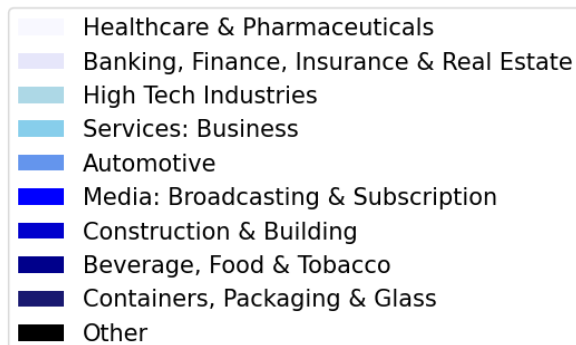 Healthcare & Pharmaceuticals
Banking, Finance, Insurance & Real Estate
High Tech Industries
Services: Business
Automotive
Media: Broadcasting & Subscription
Construction & Building
Beverage, Food & Tobacco
Containers, Packaging & Glass
Other